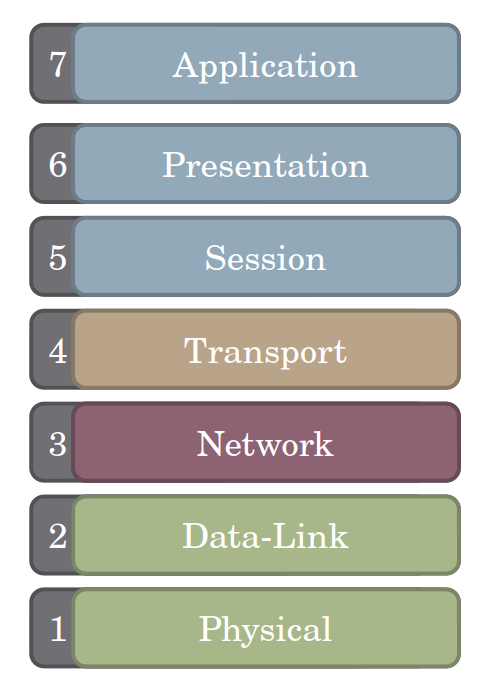 7 Application
6 Presentation
5 Session
4 Transport
3 Network
2 Data-Link
1 Physical